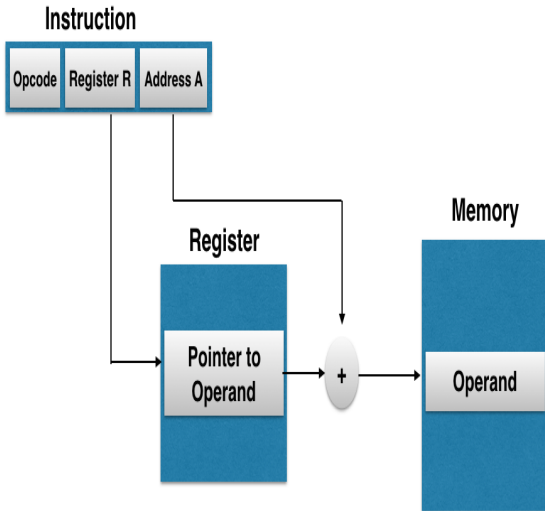 Instruction
Opcode Register R Address A
Memory
Register
Pointer to
Operand
+
Operand